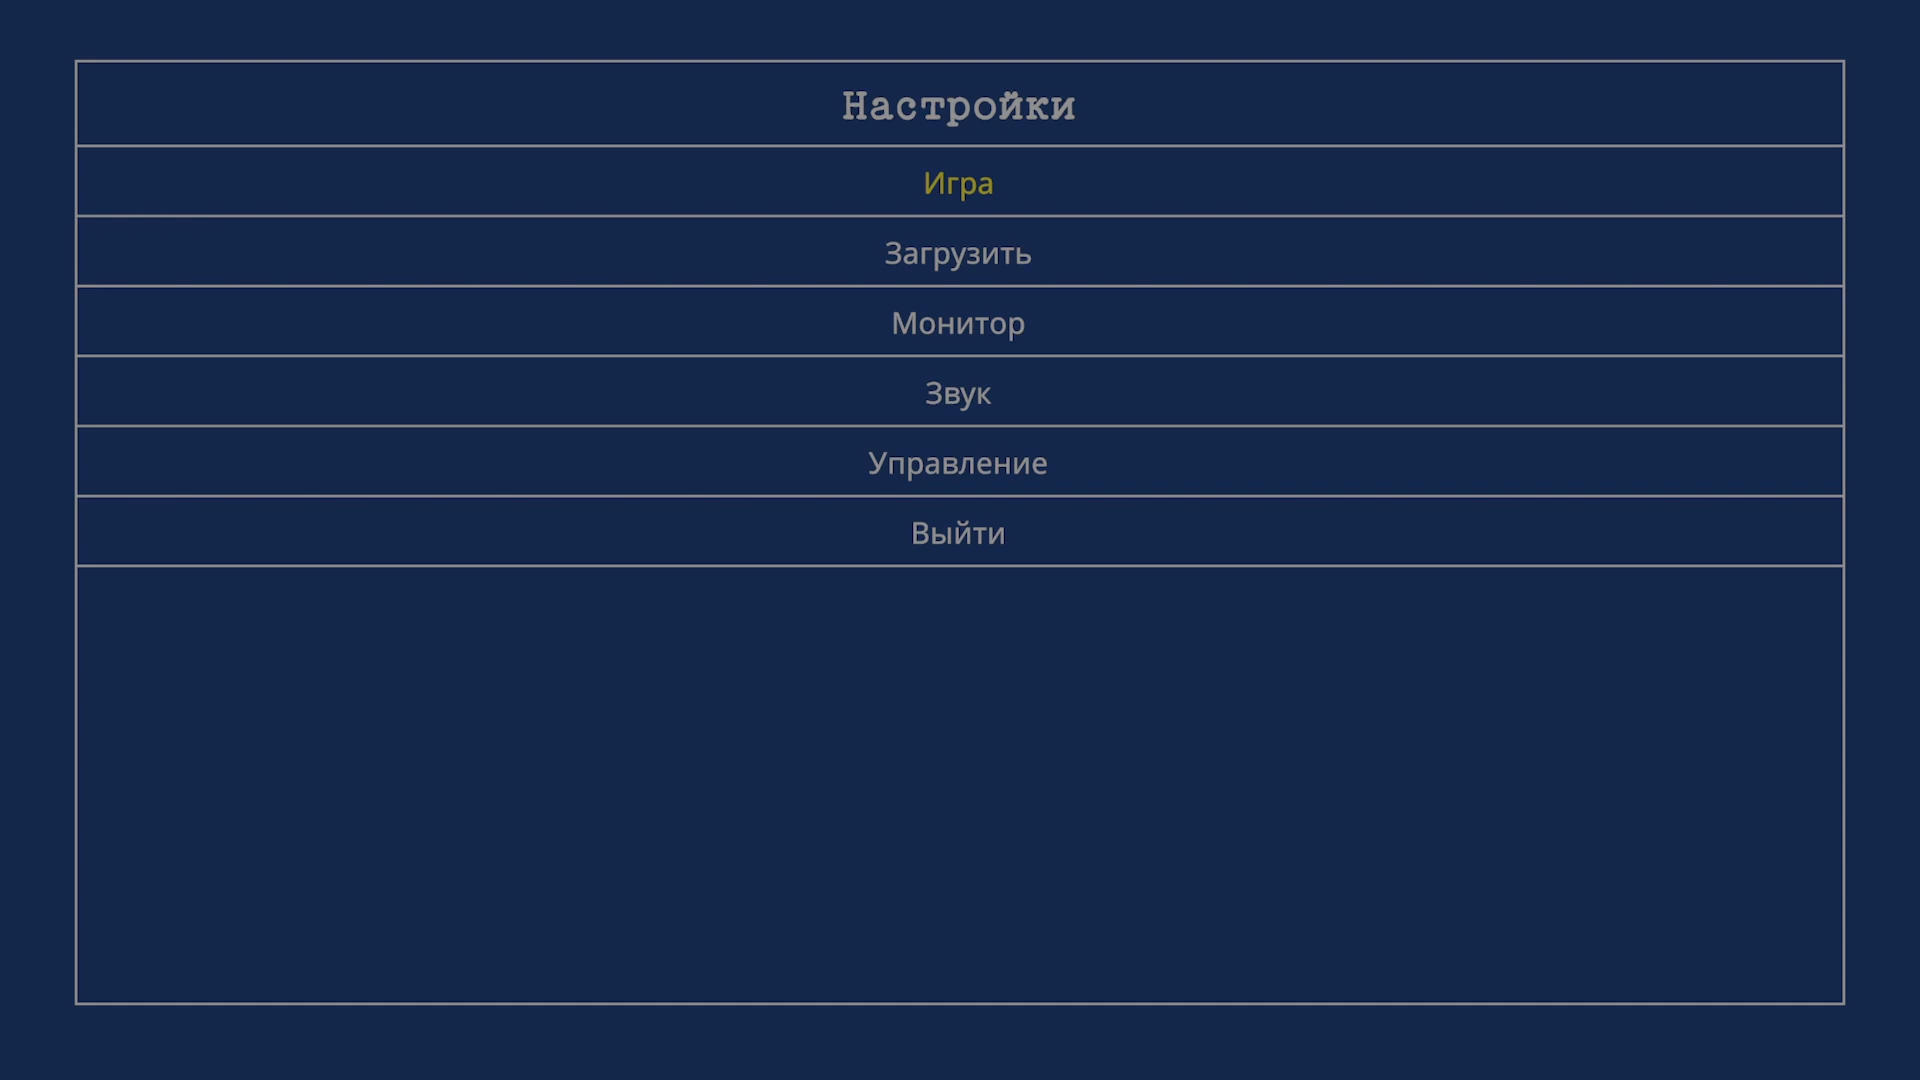 Настройки
Игра
Загрузить
Монитор
Звук
Управление
Выйти